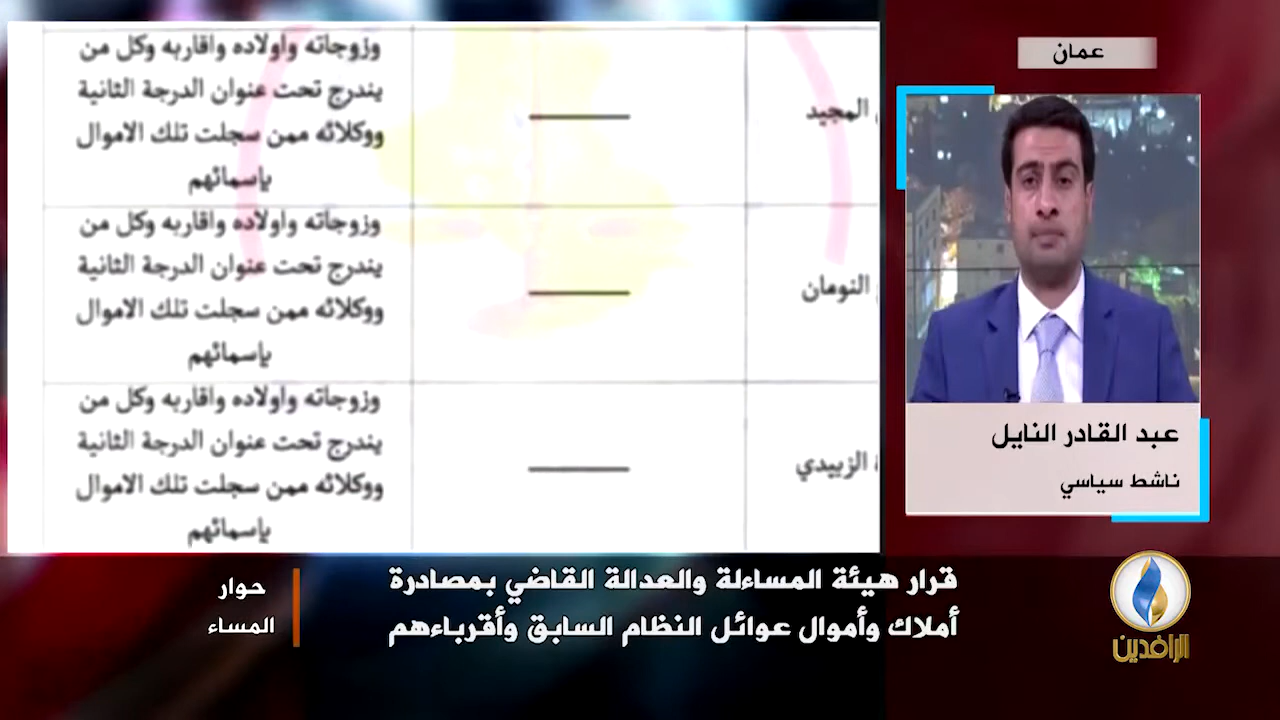 عمان
المجيد
وزوجاته واولاده واقاربه وكل من
يندرج تحت عنوان الدرجة الثانية
ووكلائه ممن سجلت تلك الاموال
بإسمائهم
النومان
وزوجاته واولاده واقاربه وكل من
يندرج تحت عنوان الدرجة الثانية
ووكلائه ممن سجلت تلك الاموال
بإسمائهم
الزبيدي
وزوجاته واولاده واقاربه وكل من
يندرج تحت عنوان الدرجة الثانية
ووكلائه ممن سجلت تلك الاموال
بإسمائهم
عبد القادر النايل
ناشط سياسي
قرار هيئة المساءلة والعدالة القاضي بمصادرة
أملاك وأموال عوائل النظام السابق وأقرباءهم
حوار
المساء
الرافدين